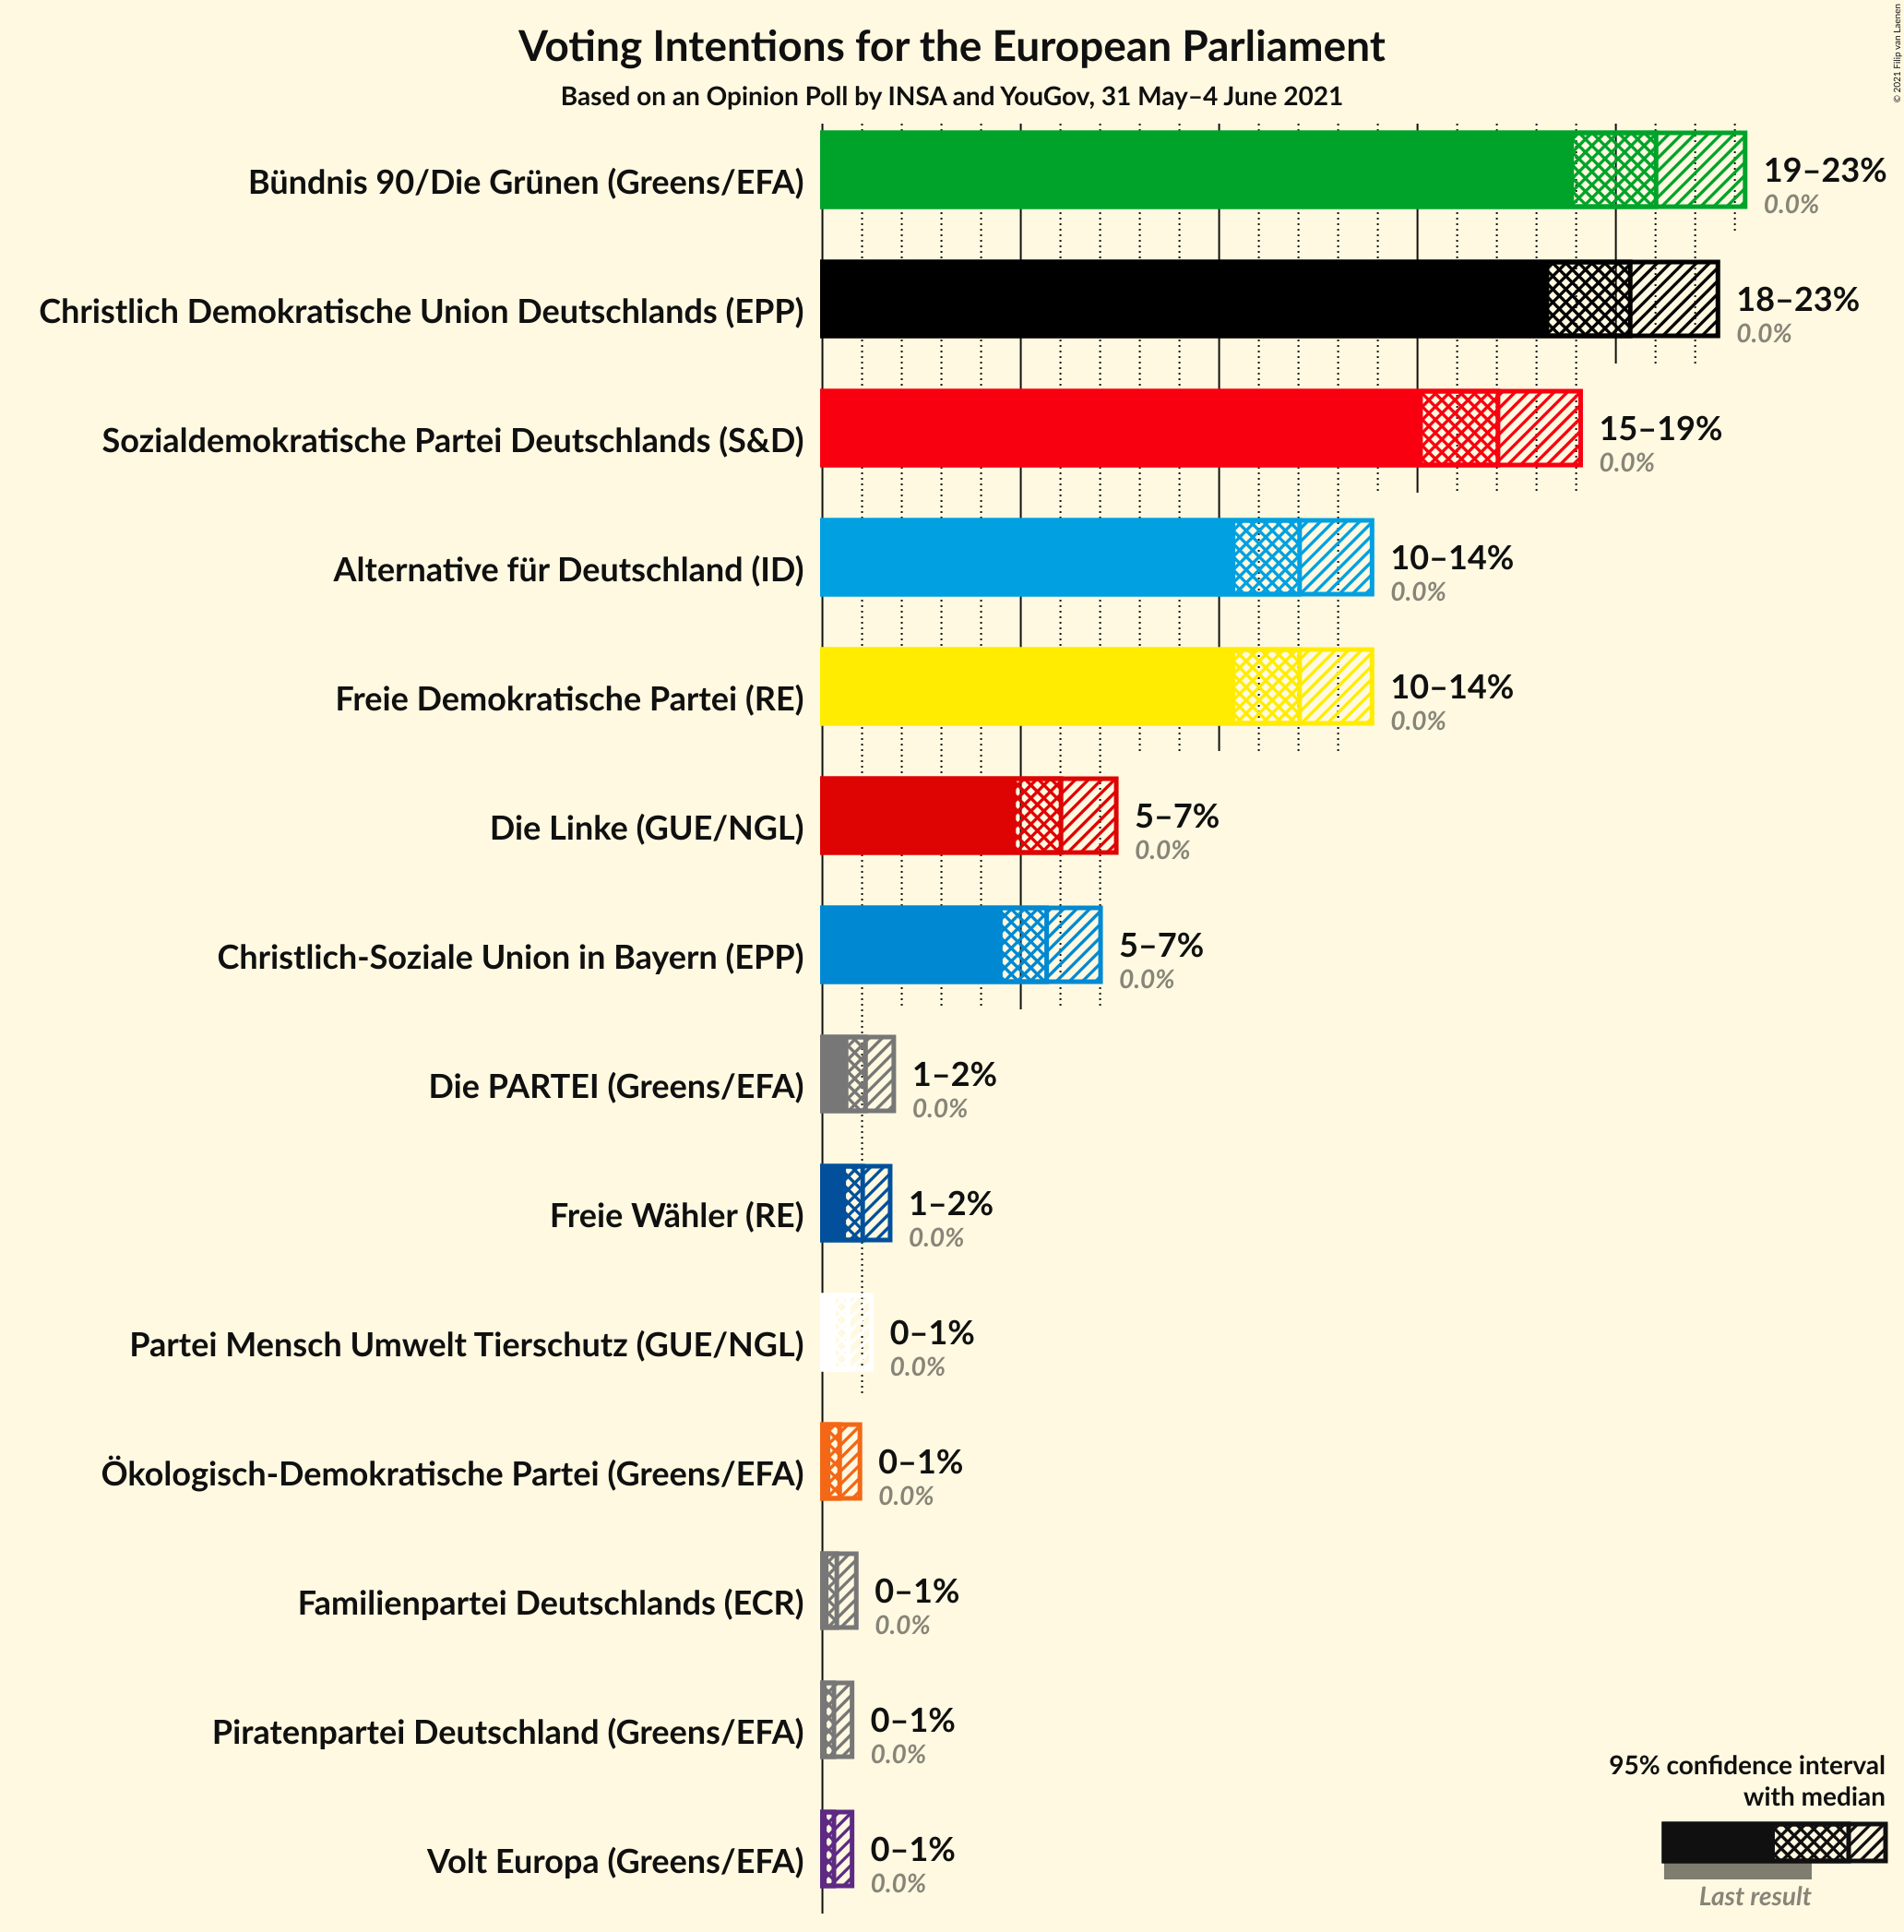 Voting Intentions for the European Parliament
Based on an Opinion Poll by INSA and YouGov, 31 May–4 June 2021
© 2021 Filip van Laenen
Bündnis 90/Die Grünen (Greens/EFA)
19–23%
0.0%
Christlich Demokratische Union Deutschlands (EPP)
18–23%
0.0%
Sozialdemokratische Partei Deutschlands (S&D)
15–19%
0.0%
Alternative für Deutschland (ID)
10–14%
0.0%
Freie Demokratische Partei (RE)
10–14%
0.0%
Die Linke (GUE/NGL)
5–7%
0.0%
Christlich-Soziale Union in Bayern (EPP)
5–7%
0.0%
Die PARTEI (Greens/EFA)
1–2%
0.0%
Freie Wähler (RE)
1–2%
0.0%
Partei Mensch Umwelt Tierschutz (GUE/NGL)
0–1%
0.0%
Ökologisch-Demokratische Partei (Greens/EFA)
0–1%
0.0%
Familienpartei Deutschlands (ECR)
0–1%
0.0%
Piratenpartei Deutschland (Greens/EFA)
0–1%
0.0%
Volt Europa (Greens/EFA)
0–1%
0.0%
95% confidence interval
with median
Last result